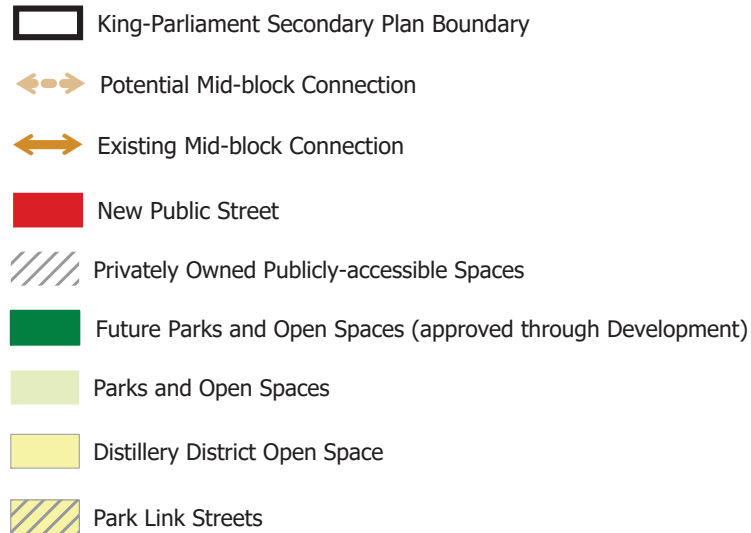 King-Parliament Secondary Plan Boundary
Potential Mid-block Connection
Existing Mid-block Connection
New Public Street
Privately Owned Publicly-accessible Spaces
Future Parks and Open Spaces (approved through Development)
Parks and Open Spaces
Distillery District Open Space
Park Link Streets